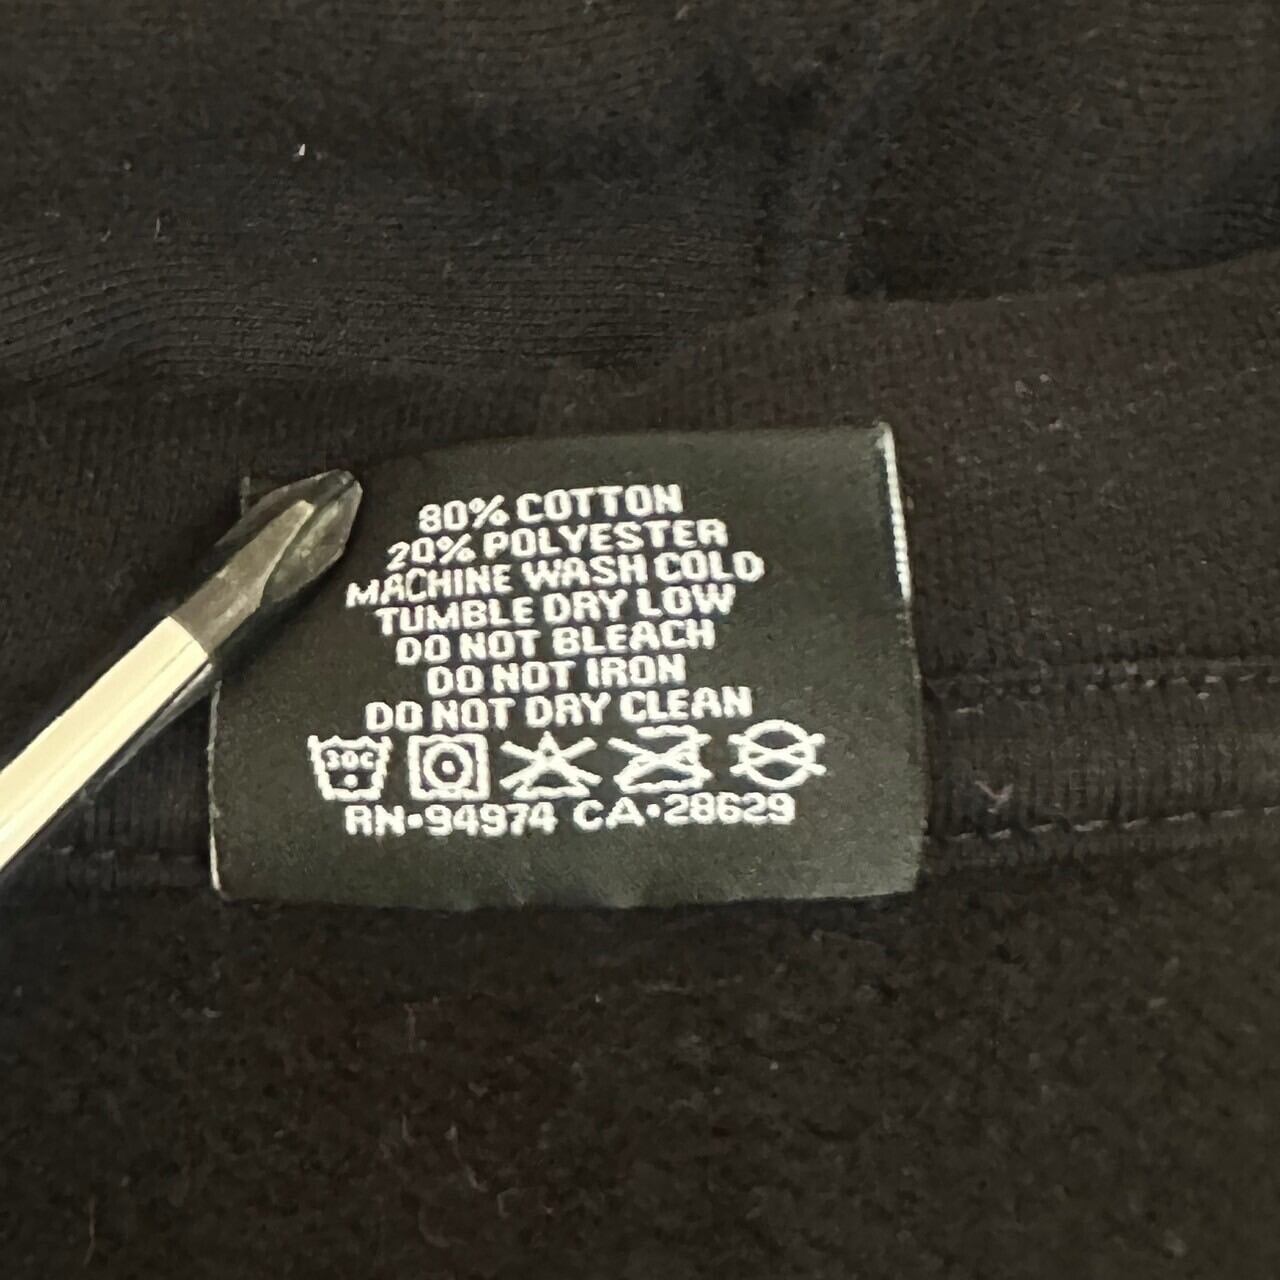 80% COTTON
20% POLYESTER
MACHINE WASH COLD
TUMBLE DRY LOW
DO NOT BLEACH
DO NOT IRON
DO NOT DRY CLEAN
30C
RN•94974 CA•28629